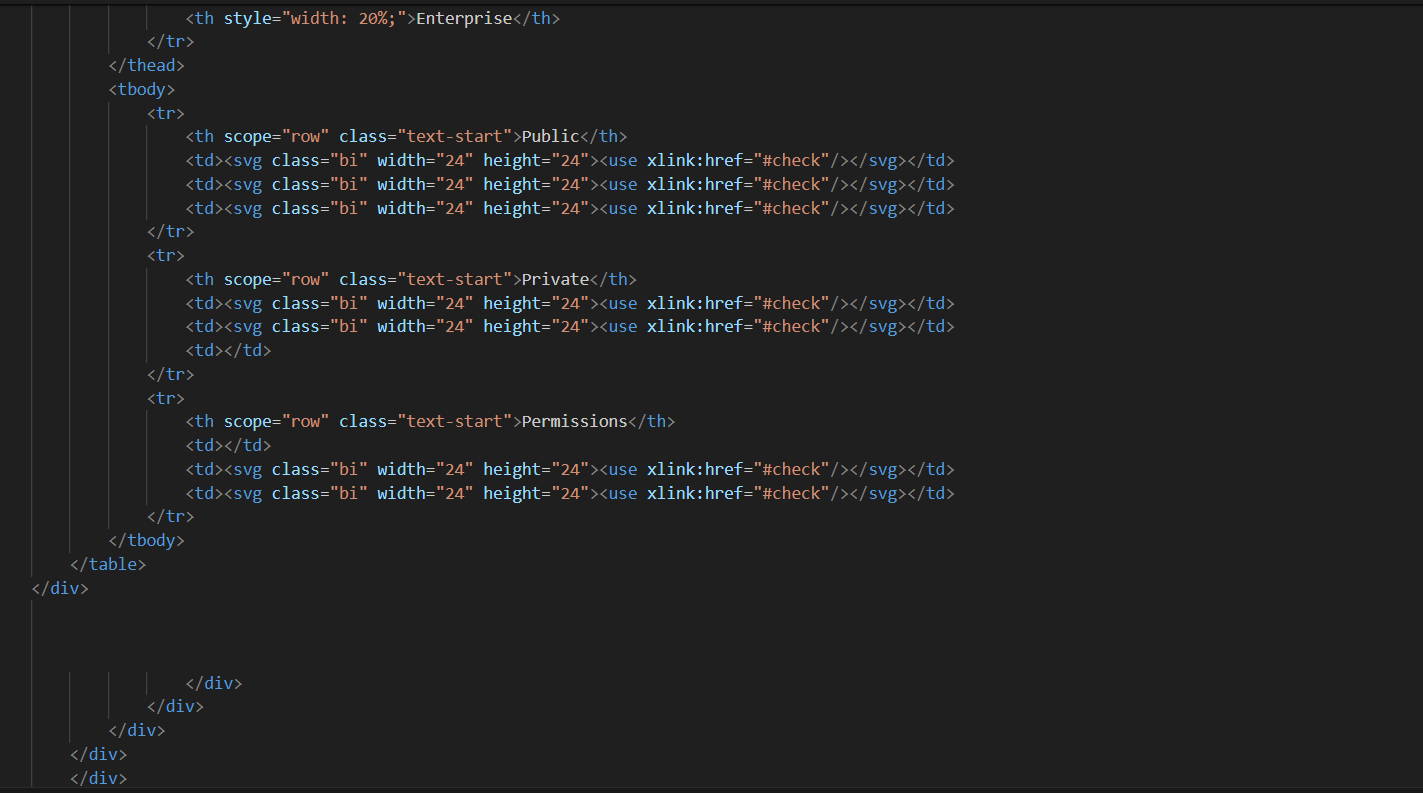 <th style="width: 20%;">Enterprise</th>
</tr>
</thead>
<tbody>
<tr>
<th scope="row" class="text-start">Public</th>
<td><svg class="bi" width="24" height="24"><use xlink:href="#check"/></svg></td>
<td><svg class="bi" width="24" height="24"><use xlink:href="#check"/></svg></td>
<td><svg class="bi" width="24" height="24"><use xlink:href="#check"/></svg></td>
</tr>
<tr>
<th scope="row" class="text-start">Private</th>
<td><svg class="bi" width="24" height="24"><use xlink:href="#check"/></svg></td>
<td><svg class="bi" width="24" height="24"><use xlink:href="#check"/></svg></td>
<td></td>
</tr>
<tr>
<th scope="row" class="text-start">Permissions</th>
<td></td>
<td><svg class="bi" width="24" height="24"><use xlink:href="#check"/></svg></td>
<td><svg class="bi" width="24" height="24"><use xlink:href="#check"/></svg></td>
</tr>
</tbody>
</table>
</div>
</div>
</div>
</div>
</div>
</div>